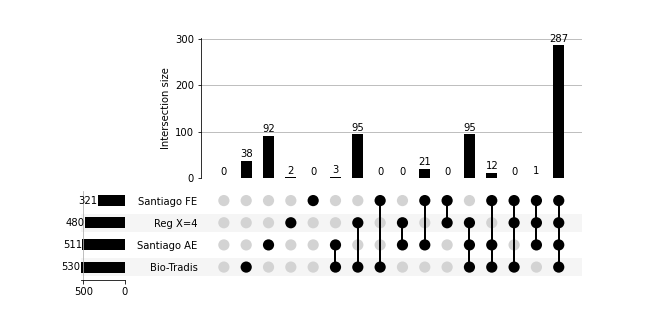 300
200
100
0
Intersection size
0 38 92 2 0 3 95 0 0 21 0 95 12 0 1 287
321 Santiago FE
480 Reg X=4
511 Santiago AE
530 Bio-Tradis
500 0